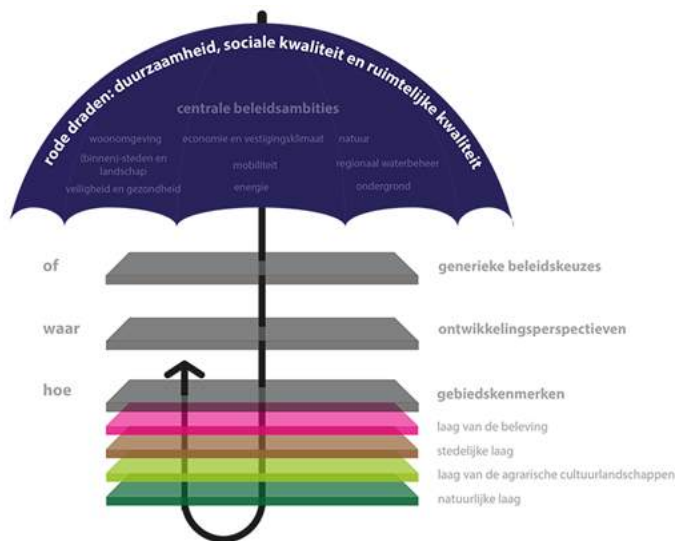 rode draden: duurzaamheid, sociale kwaliteit en ruimtelijke kwaliteit
centrale beleidsambities
woonomgeving
economie en vestigingsklimaat
natuur
(binnen)-steden en
landschap
mobiliteit
regionaal waterbeheer
veiligheid en gezondheid
energie
ondergrond
of
generieke beleidskeuzes
waar
ontwikkelingsperspectieven
hoe
gebiedskenmerken
laag van de beleving
stedelijke laag
laag van de agrarische cultuurlandschappen
natuurlijke laag